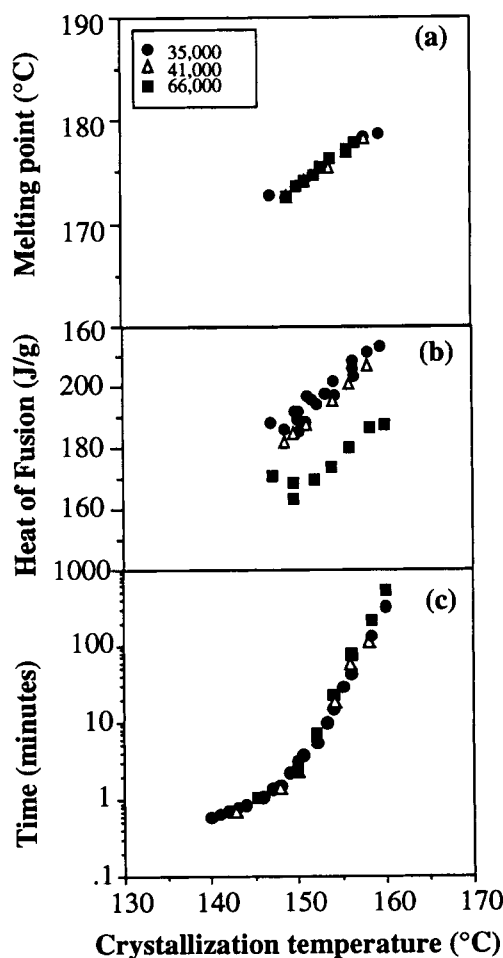 190
(a)
35,000
41,000
66,000
180
170
Melting point (°C)
160
(b)
200
180
160
Heat of Fusion (J/g)
1000
(c)
100
10
1
.1
Time (minutes)
130 140 150 160 170
Crystallization temperature (°C)